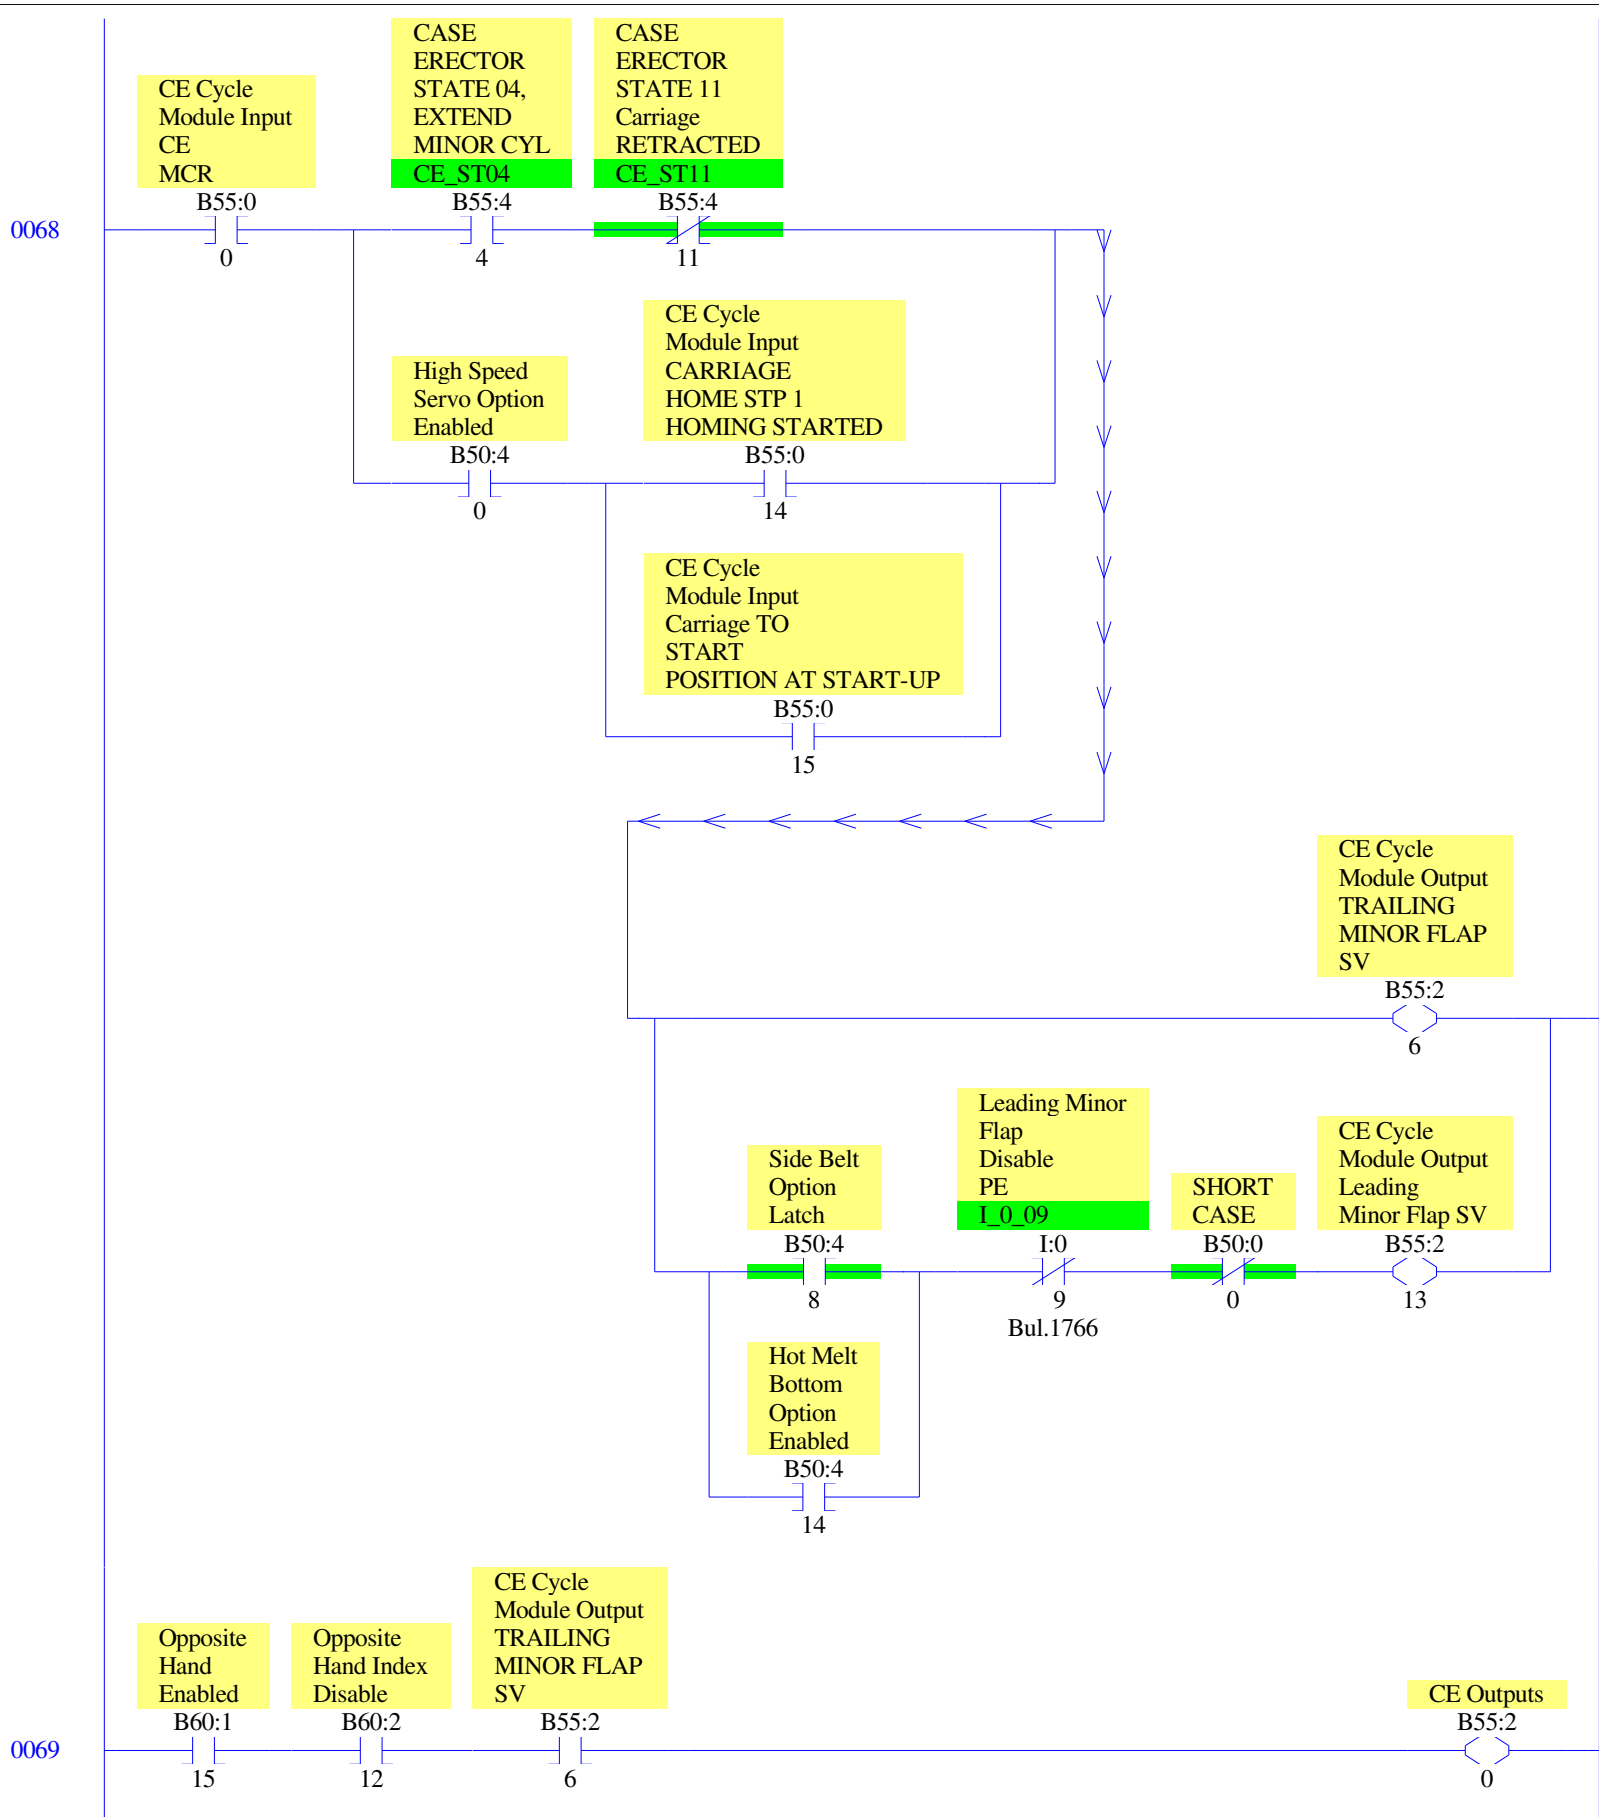 CE Cycle
Module Input
CE
MCR
B55:0
0
CASE
ERECTOR
STATE 04,
EXTEND
MINOR CYL
CE_ST04
B55:4
4
CASE
ERECTOR
STATE 11
Carriage
RETRACTED
CE_ST11
B55:4
11
0068
High Speed
Servo Option
Enabled
B50:4
0
CE Cycle
Module Input
CARRIAGE
HOME STP 1
HOMING STARTED
B55:0
14
CE Cycle
Module Input
Carriage TO
START
POSITION AT START-UP
B55:0
15
CE Cycle
Module Output
TRAILING
MINOR FLAP
SV
B55:2
6
Side Belt
Option
Latch
B50:4
8
Leading Minor
Flap
Disable
PE
I_0_09
I:0
9
Bul.1766
SHORT
CASE
B50:0
0
CE Cycle
Module Output
Leading
Minor Flap SV
B55:2
13
Hot Melt
Bottom
Option
Enabled
B50:4
14
0069
Opposite
Hand
Enabled
B60:1
15
Opposite
Hand Index
Disable
B60:2
12
CE Cycle
Module Output
TRAILING
MINOR FLAP
SV
B55:2
6
CE Outputs
B55:2
0